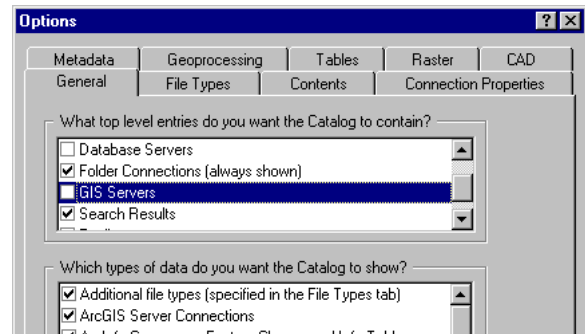 Options
Metadata Geoprocessing Tables Raster CAD
General File Types Contents Connection Properties
What top level entries do you want the Catalog to contain?
Database Servers
Folder Connections (always shown)
GIS Servers
Search Results
Which types of data do you want the Catalog to show?
Additional file types (specified in the File Types tab)
ArcGIS Server Connections